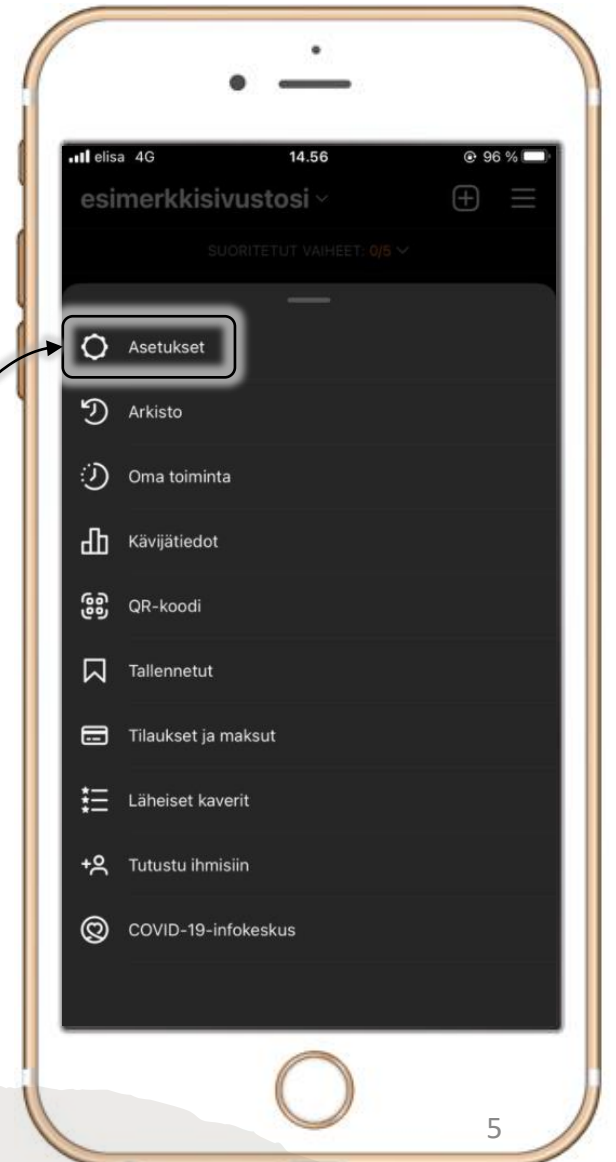 elisa 4G 14.56 96 %
esimerkkisivustosi
SUORITETUT VAIHEET: 0/5
Asetukset
Arkisto
Oma toiminta
Kävijätiedot
QR-koodi
Tallennetut
Tilaukset ja maksut
Läheiset kaverit
Tutustu ihmisiin
COVID-19-infokeskus
5